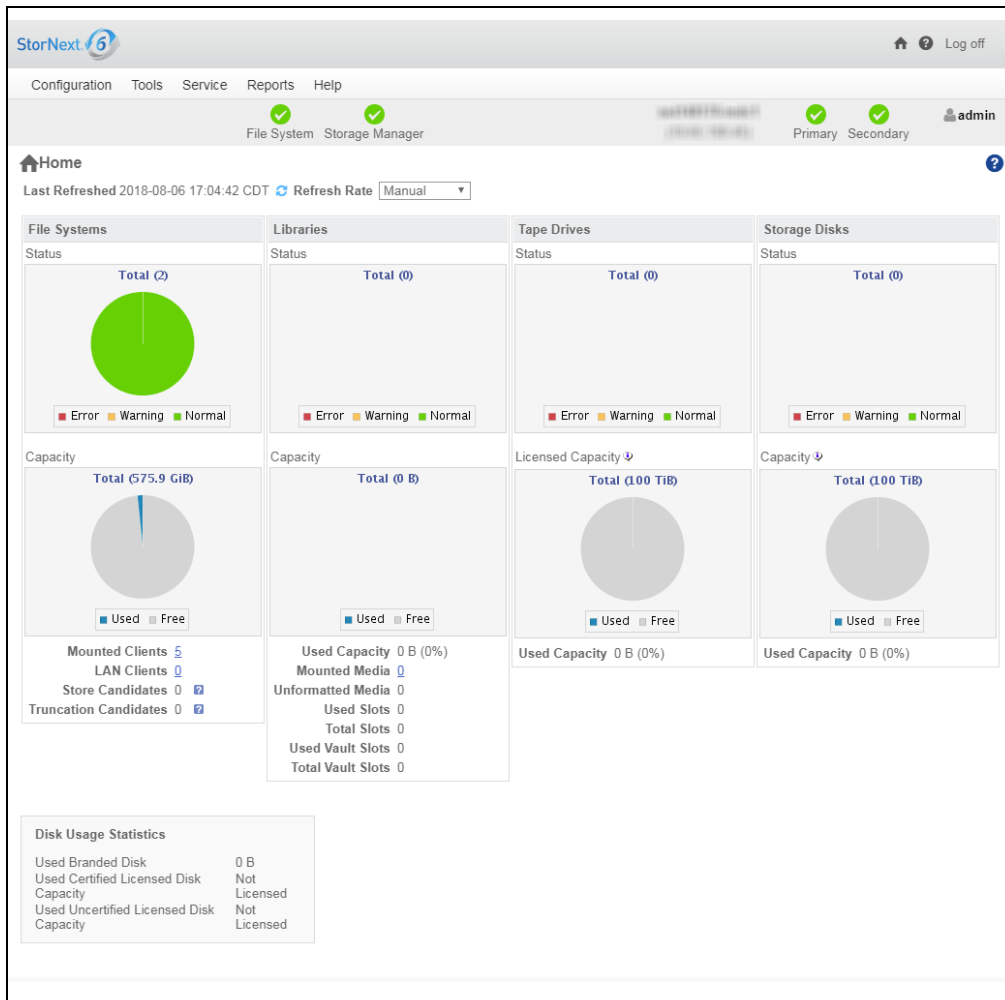 StorNext 6
Log off
Configuration Tools Service Reports Help
File System Storage Manager Primary Secondary admin
Home
Last Refreshed 2018-08-06 17:04:42 CDT Refresh Rate Manual
File Systems
Status
Total (2)
Error Warning Normal
Capacity
Total (575.9 GiB)
Used Free
Mounted Clients 5
LAN Clients 0
Store Candidates 0
Truncation Candidates 0
Libraries
Status
Total (0)
Error Warning Normal
Capacity
Total (0 B)
Used Free
Used Capacity 0 B (0%)
Mounted Media 0
Unformatted Media 0
Used Slots 0
Total Slots 0
Used Vault Slots 0
Total Vault Slots 0
Tape Drives
Status
Total (0)
Error Warning Normal
Licensed Capacity
Total (100 TiB)
Used Free
Used Capacity 0 B (0%)
Storage Disks
Status
Total (0)
Error Warning Normal
Capacity
Total (100 TiB)
Used Free
Used Capacity 0 B (0%)
Disk Usage Statistics
Used Branded Disk 0 B
Used Certified Licensed Disk Not
Capacity Licensed
Used Uncertified Licensed Disk Not
Capacity Licensed